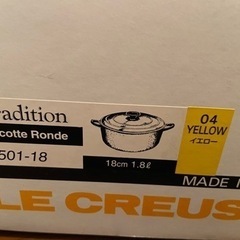 radition
cotte Ronde
501-18
18cm 1.8ℓ
04
YELLOW
イエロー
MADE
LE CREUS